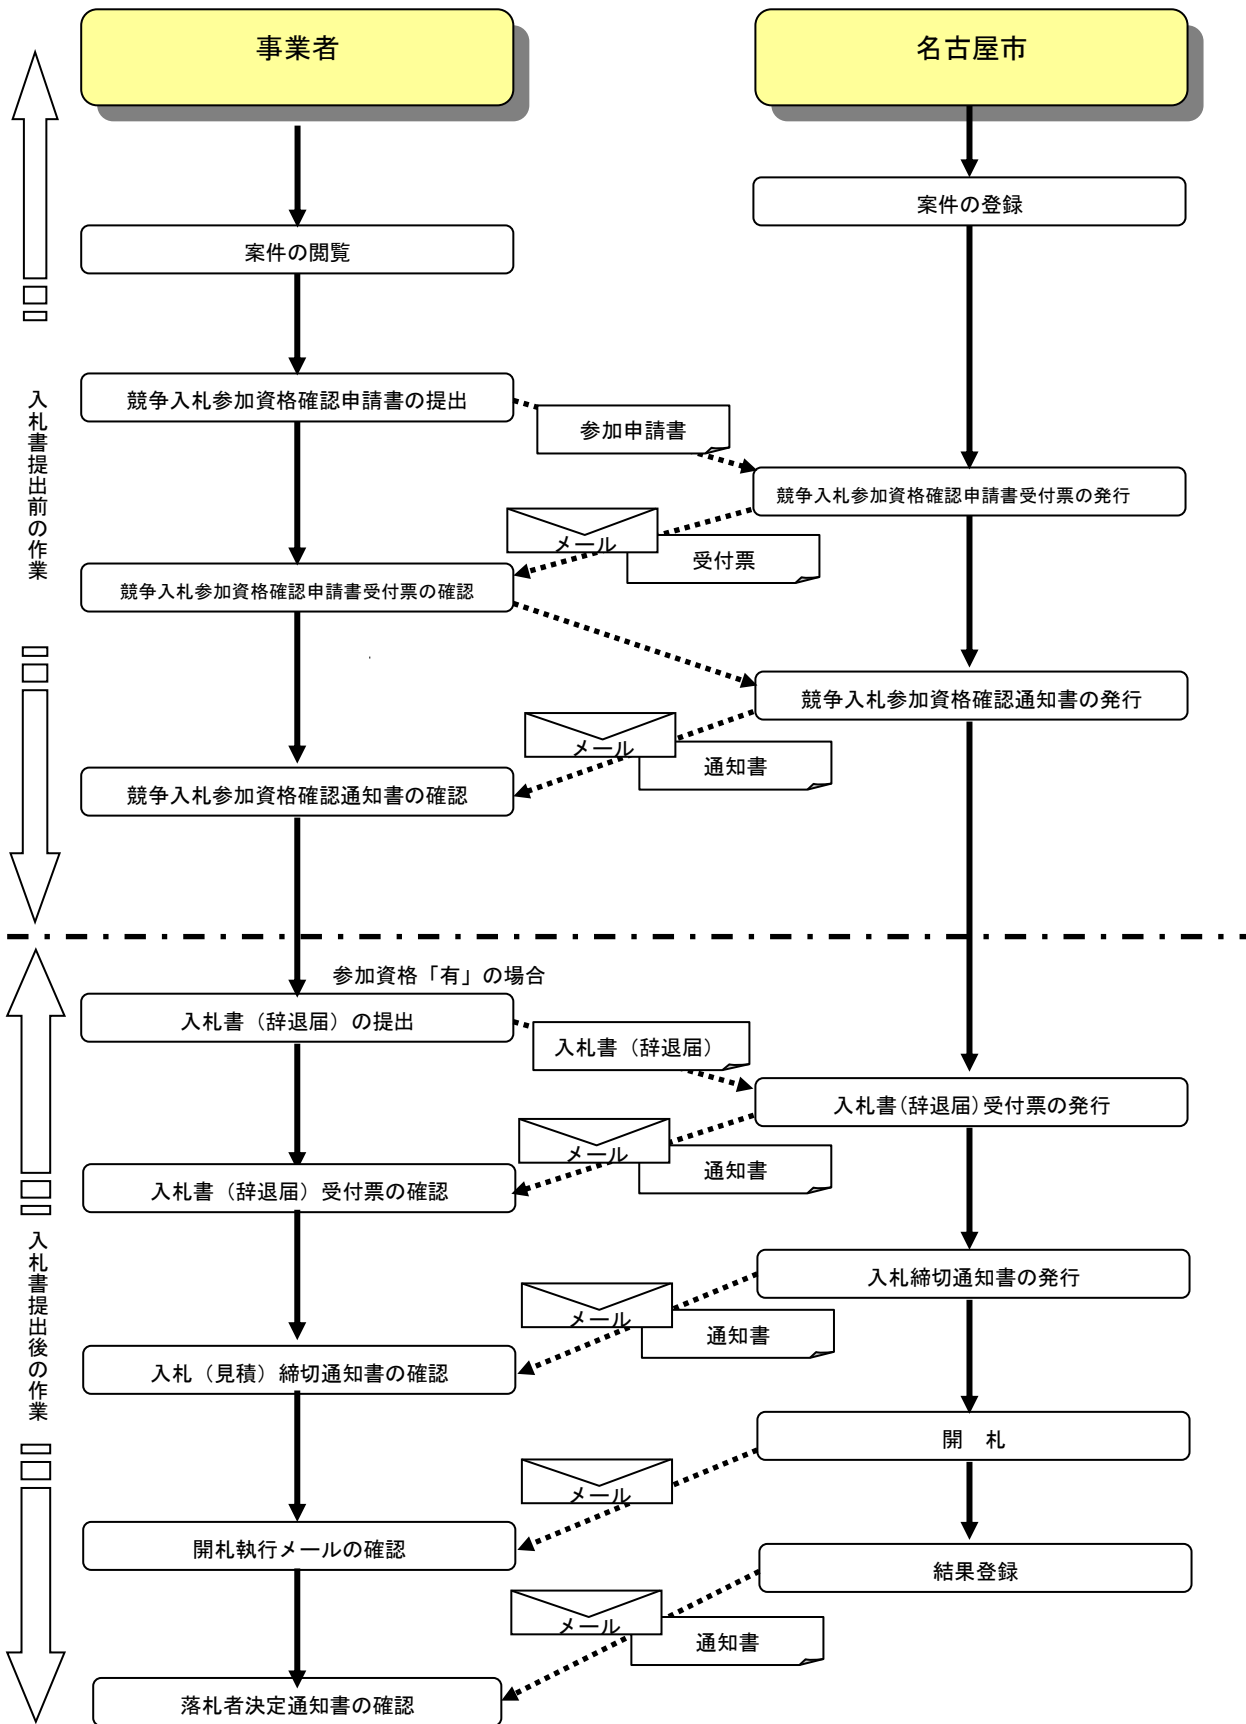 事業者
名古屋市
案件の登録
案件の閲覧
入札書提出前の作業
競争入札参加資格確認申請書の提出
参加申請書
競争入札参加資格確認申請書受付票の発行
メール
受付票
競争入札参加資格確認申請書受付票の確認
競争入札参加資格確認通知書の発行
メール
通知書
競争入札参加資格確認通知書の確認
参加資格「有」の場合
入札書（辞退届）の提出
入札書（辞退届）
入札書(辞退届)受付票の発行
メール
通知書
入札書（辞退届）受付票の確認
入札書提出後の作業
入札締切通知書の発行
メール
通知書
入札（見積）締切通知書の確認
開　札
メール
開札執行メールの確認
結果登録
メール
通知書
落札者決定通知書の確認